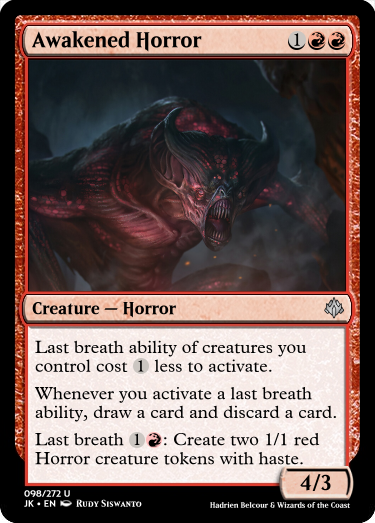 Awakened Horror 1
Creature — Horror
Last breath ability of creatures you
control cost 1 less to activate.
Whenever you activate a last breath
ability, draw a card and discard a card.
Last breath 1: Create two 1/1 red
Horror creature tokens with haste.
4/3
098/272 U
JK • EN Rudy Siswanto
Hadrien Belcour & Wizards of the Coast